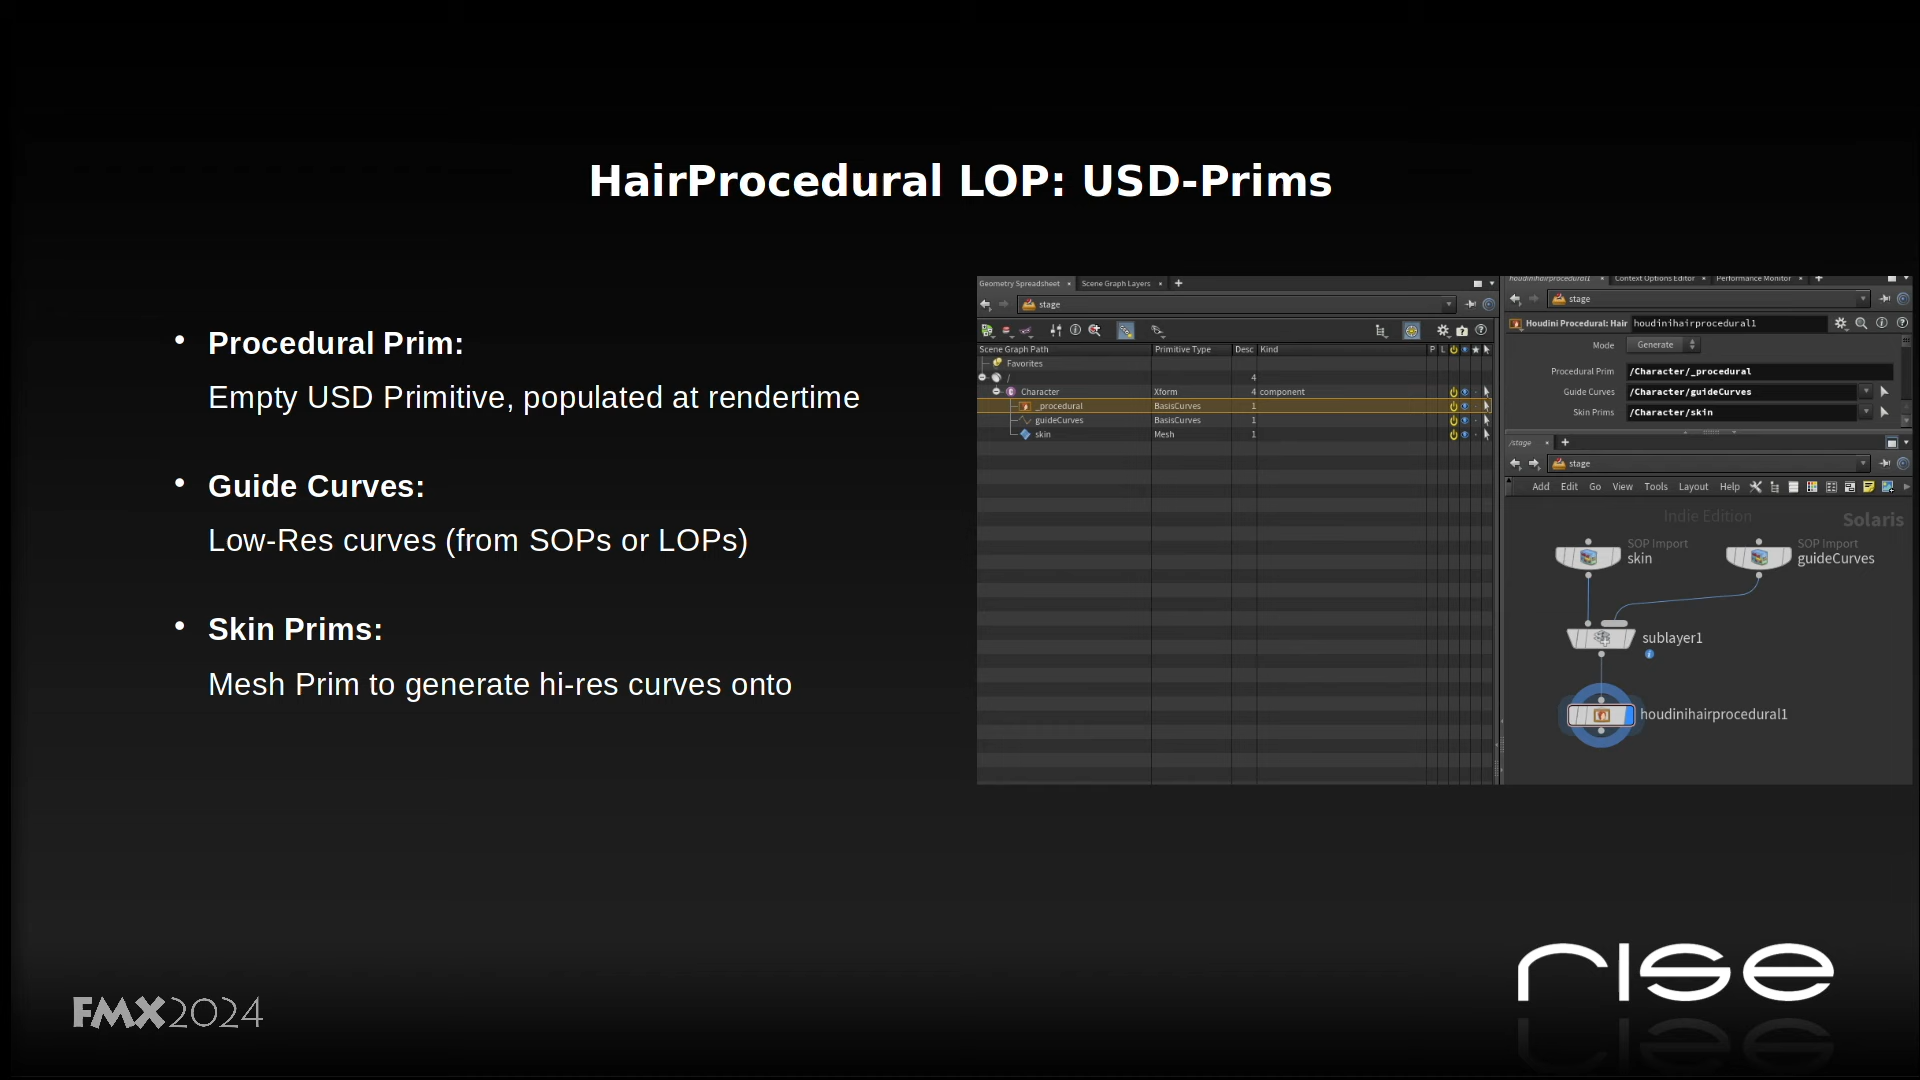 HairProcedural LOP: USD-Prims
• Procedural Prim:
Empty USD Primitive, populated at rendertime
• Guide Curves:
Low-Res curves (from SOPs or LOPs)
• Skin Prims:
Mesh Prim to generate hi-res curves onto
Geometry Spreadsheet × Scene Graph Layers × +
stage
Scene Graph Path Primitive Type Desc Kind P L
Favorites
/ 4
Character Xform 4 component
_procedural BasisCurves 1
guideCurves BasisCurves 1
skin Mesh 1
houdinihairprocedural1 × Context Options Editor × Performance Monitor × +
stage
Houdini Procedural: Hair houdinihairprocedural1
Mode Generate
Procedural Prim /Character/_procedural
Guide Curves /Character/guideCurves
Skin Prims /Character/skin
/stage × +
stage
Add Edit Go View Tools Layout Help
Indie Edition Solaris
SOP Import
skin
SOP Import
guideCurves
sublayer1
houdinihairprocedural1
FMX2024
rise